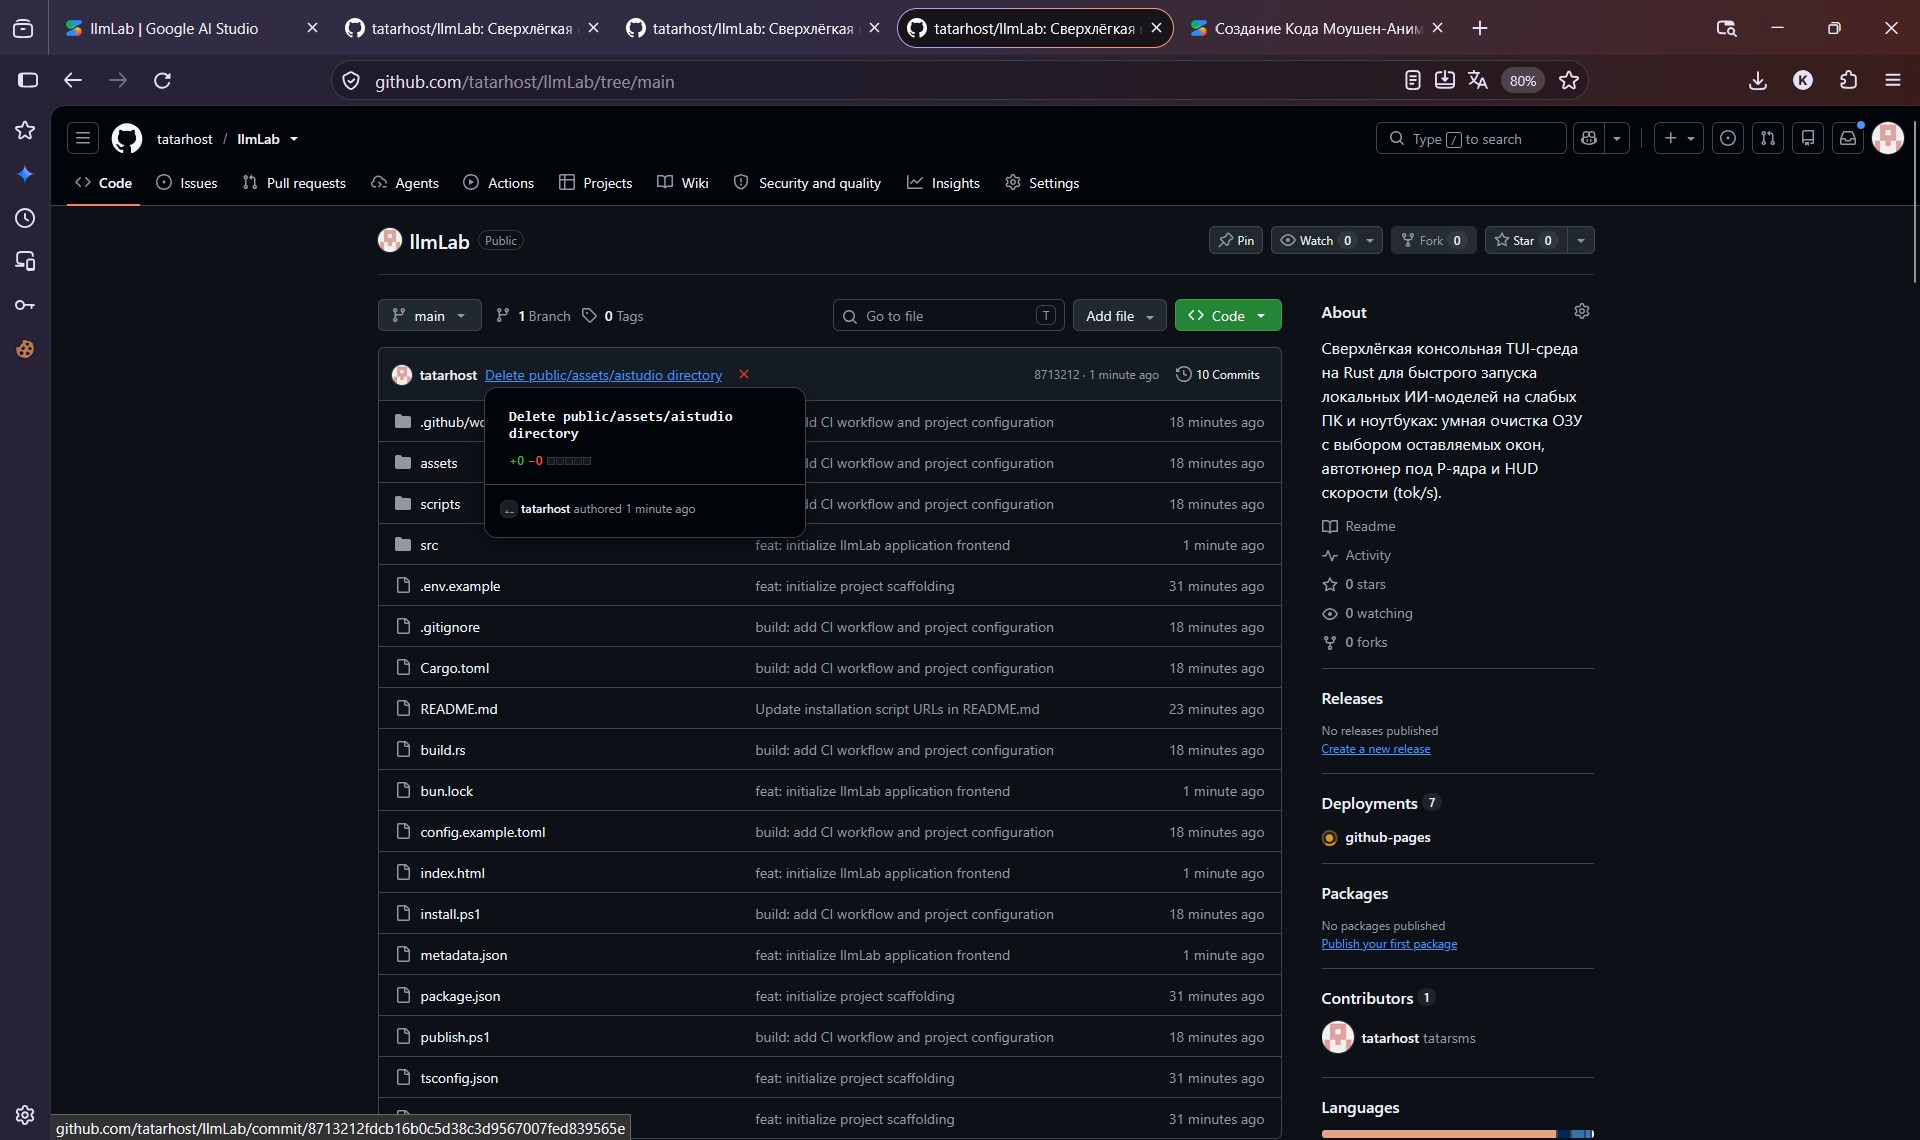 llmLab | Google AI Studio
tatarhost/llmLab: Сверхлёгкая
tatarhost/llmLab: Сверхлёгкая
tatarhost/llmLab: Сверхлёгкая
Создание Кода Моушен-Аним
github.com/tatarhost/llmLab/tree/main
80%
K
tatarhost / llmLab
Type / to search
Code
Issues
Pull requests
Agents
Actions
Projects
Wiki
Security and quality
Insights
Settings
llmLab Public
Pin
Watch 0
Fork 0
Star 0
main
1 Branch
0 Tags
Go to file T
Add file
Code
tatarhost Delete public/assets/aistudio directory
8713212 · 1 minute ago
10 Commits
Delete public/assets/aistudio
directory
+0 −0
tatarhost authored 1 minute ago
.github/wo
ld CI workflow and project configuration
18 minutes ago
assets
ld CI workflow and project configuration
18 minutes ago
scripts
ld CI workflow and project configuration
18 minutes ago
src
feat: initialize llmLab application frontend
1 minute ago
.env.example
feat: initialize project scaffolding
31 minutes ago
.gitignore
build: add CI workflow and project configuration
18 minutes ago
Cargo.toml
build: add CI workflow and project configuration
18 minutes ago
README.md
Update installation script URLs in README.md
23 minutes ago
build.rs
build: add CI workflow and project configuration
18 minutes ago
bun.lock
feat: initialize llmLab application frontend
1 minute ago
config.example.toml
build: add CI workflow and project configuration
18 minutes ago
index.html
feat: initialize llmLab application frontend
1 minute ago
install.ps1
build: add CI workflow and project configuration
18 minutes ago
metadata.json
feat: initialize llmLab application frontend
1 minute ago
package.json
feat: initialize project scaffolding
31 minutes ago
publish.ps1
build: add CI workflow and project configuration
18 minutes ago
tsconfig.json
feat: initialize project scaffolding
31 minutes ago
feat: initialize project scaffolding
31 minutes ago
About
Сверхлёгкая консольная TUI-среда
на Rust для быстрого запуска
локальных ИИ-моделей на слабых
ПК и ноутбуках: умная очистка ОЗУ
с выбором оставляемых окон,
автотюнер под P-ядра и HUD
скорости (tok/s).
Readme
Activity
0 stars
0 watching
0 forks
Releases
No releases published
Create a new release
Deployments 7
github-pages
Packages
No packages published
Publish your first package
Contributors 1
tatarhost tatarsms
Languages
github.com/tatarhost/llmLab/commit/8713212fdcb16b0c5d38c3d9567007fed839565e